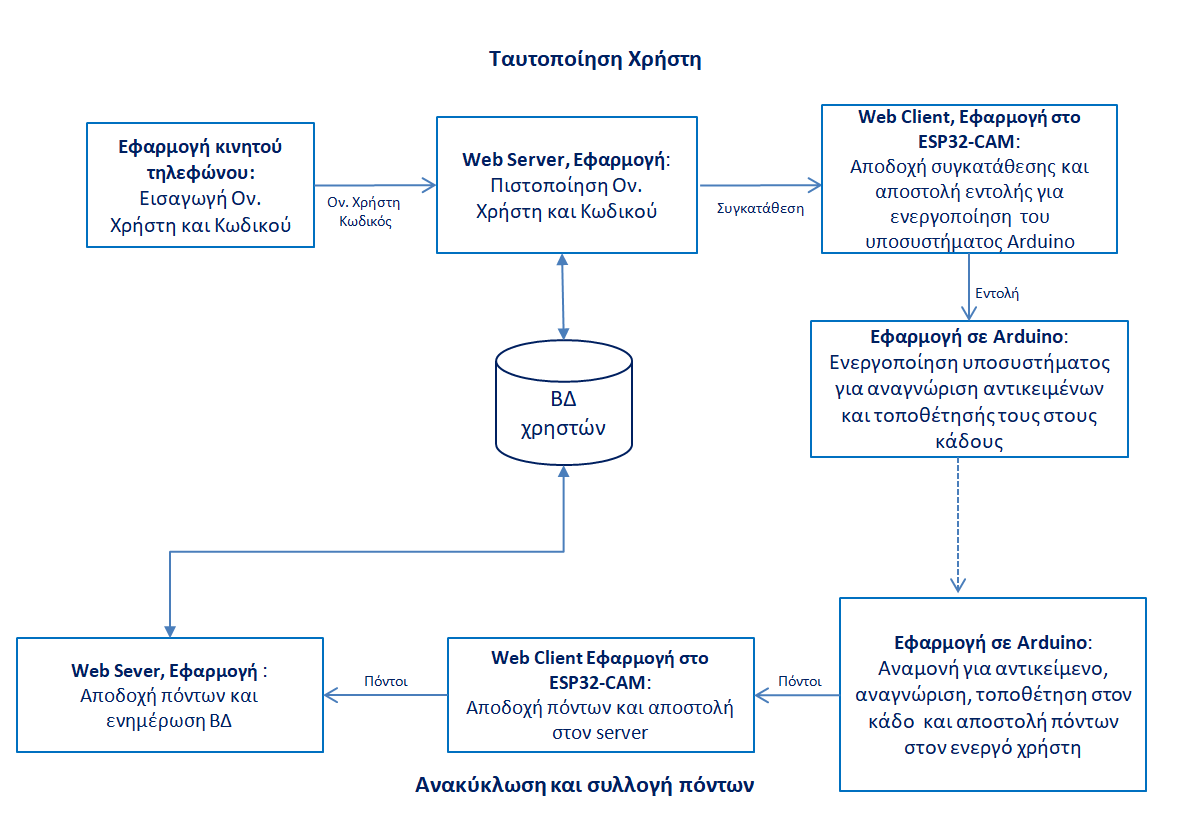 Ταυτοποίηση Χρήστη
Εφαρμογή κινητού
τηλεφώνου:
Εισαγωγή Ον.
Χρήστη και Κωδικού
Ον. Χρήστη
Κωδικός
Web Server, Εφαρμογή:
Πιστοποίηση Ον.
Χρήστη και Κωδικού
Συγκατάθεση
Web Client, Εφαρμογή στο
ESP32-CAM:
Αποδοχή συγκατάθεσης και
αποστολή εντολής για
ενεργοποίηση του
υποσυστήματος Arduino
Εντολή
Εφαρμογή σε Arduino:
Ενεργοποίηση υποσυστήματος
για αναγνώριση αντικειμένων
και τοποθέτησής τους στους
κάδους
ΒΔ
χρηστών
Εφαρμογή σε Arduino:
Αναμονή για αντικείμενο,
αναγνώριση, τοποθέτηση στον
κάδο και αποστολή πόντων
στον ενεργό χρήστη
Πόντοι
Web Client Εφαρμογή στο
ESP32-CAM:
Αποδοχή πόντων και αποστολή
στον server
Πόντοι
Web Sever, Εφαρμογή :
Αποδοχή πόντων και
ενημέρωση ΒΔ
Ανακύκλωση και συλλογή πόντων